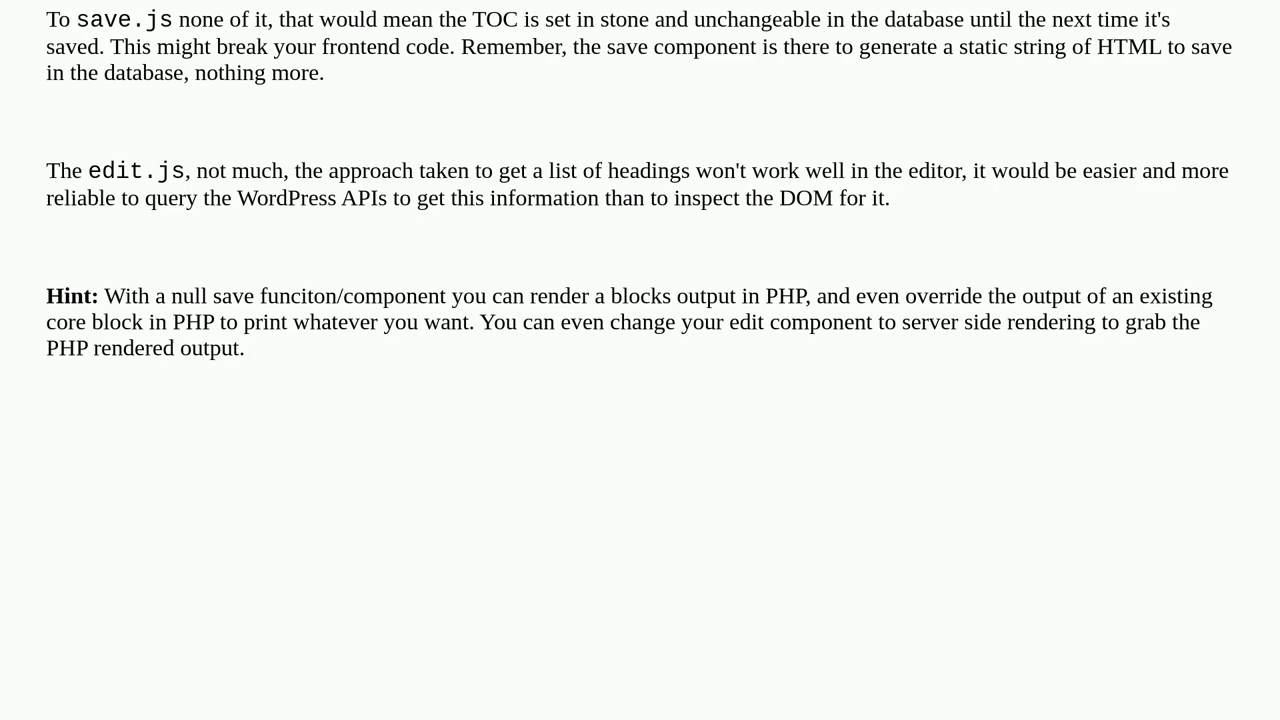 To save.js none of it, that would mean the TOC is set in stone and unchangeable in the database until the next time it's
saved. This might break your frontend code. Remember, the save component is there to generate a static string of HTML to save
in the database, nothing more.
The edit.js, not much, the approach taken to get a list of headings won't work well in the editor, it would be easier and more
reliable to query the WordPress APIs to get this information than to inspect the DOM for it.
Hint: With a null save funciton/component you can render a blocks output in PHP, and even override the output of an existing
core block in PHP to print whatever you want. You can even change your edit component to server side rendering to grab the
PHP rendered output.